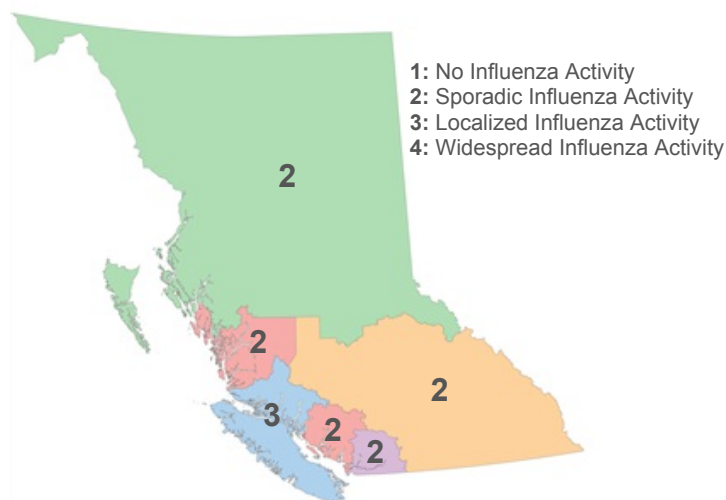 1: No Influenza Activity
2: Sporadic Influenza Activity
3: Localized Influenza Activity
4: Widespread Influenza Activity
2
2
2
3
2
2